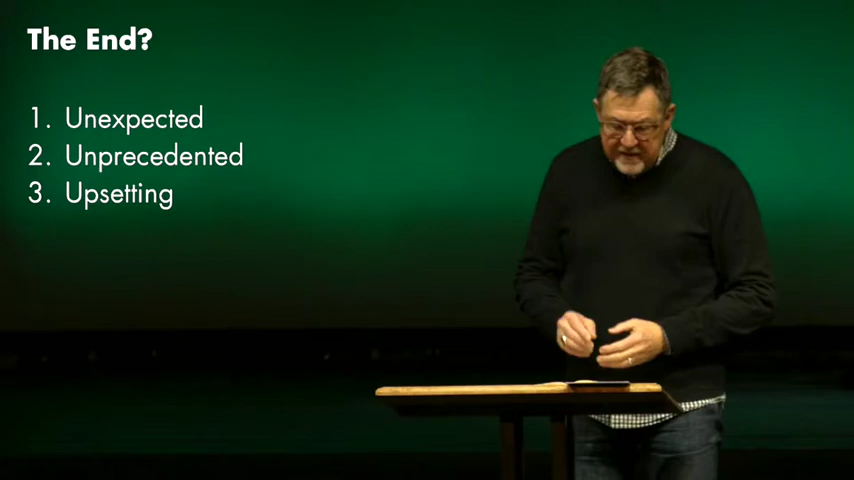 The End?
1. Unexpected
2. Unprecedented
3. Upsetting